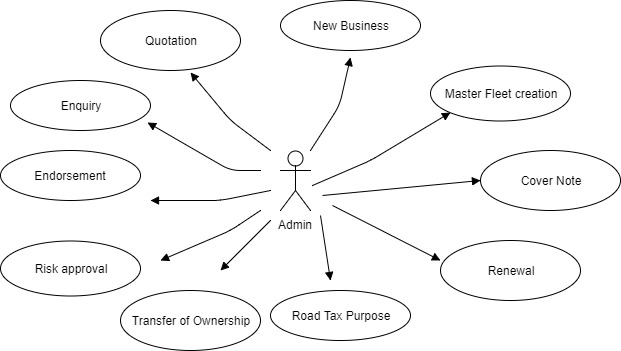 New Business
Quotation
Master Fleet creation
Enquiry
Endorsement
Cover Note
Admin
Risk approval
Renewal
Transfer of Ownership
Road Tax Purpose